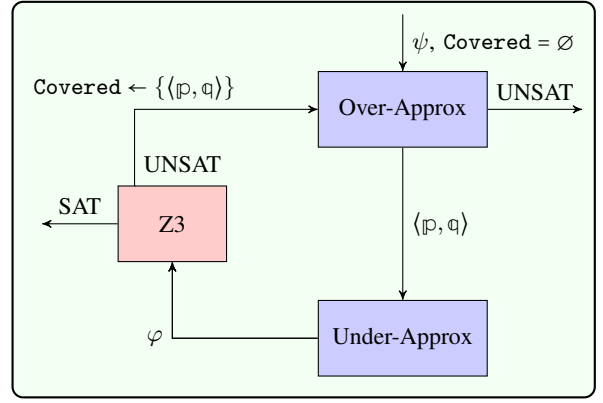 ψ, Covered = ∅
Covered ← {⟨𝕡, 𝕢⟩}
Over-Approx
UNSAT
UNSAT
SAT
Z3
⟨𝕡, 𝕢⟩
φ
Under-Approx